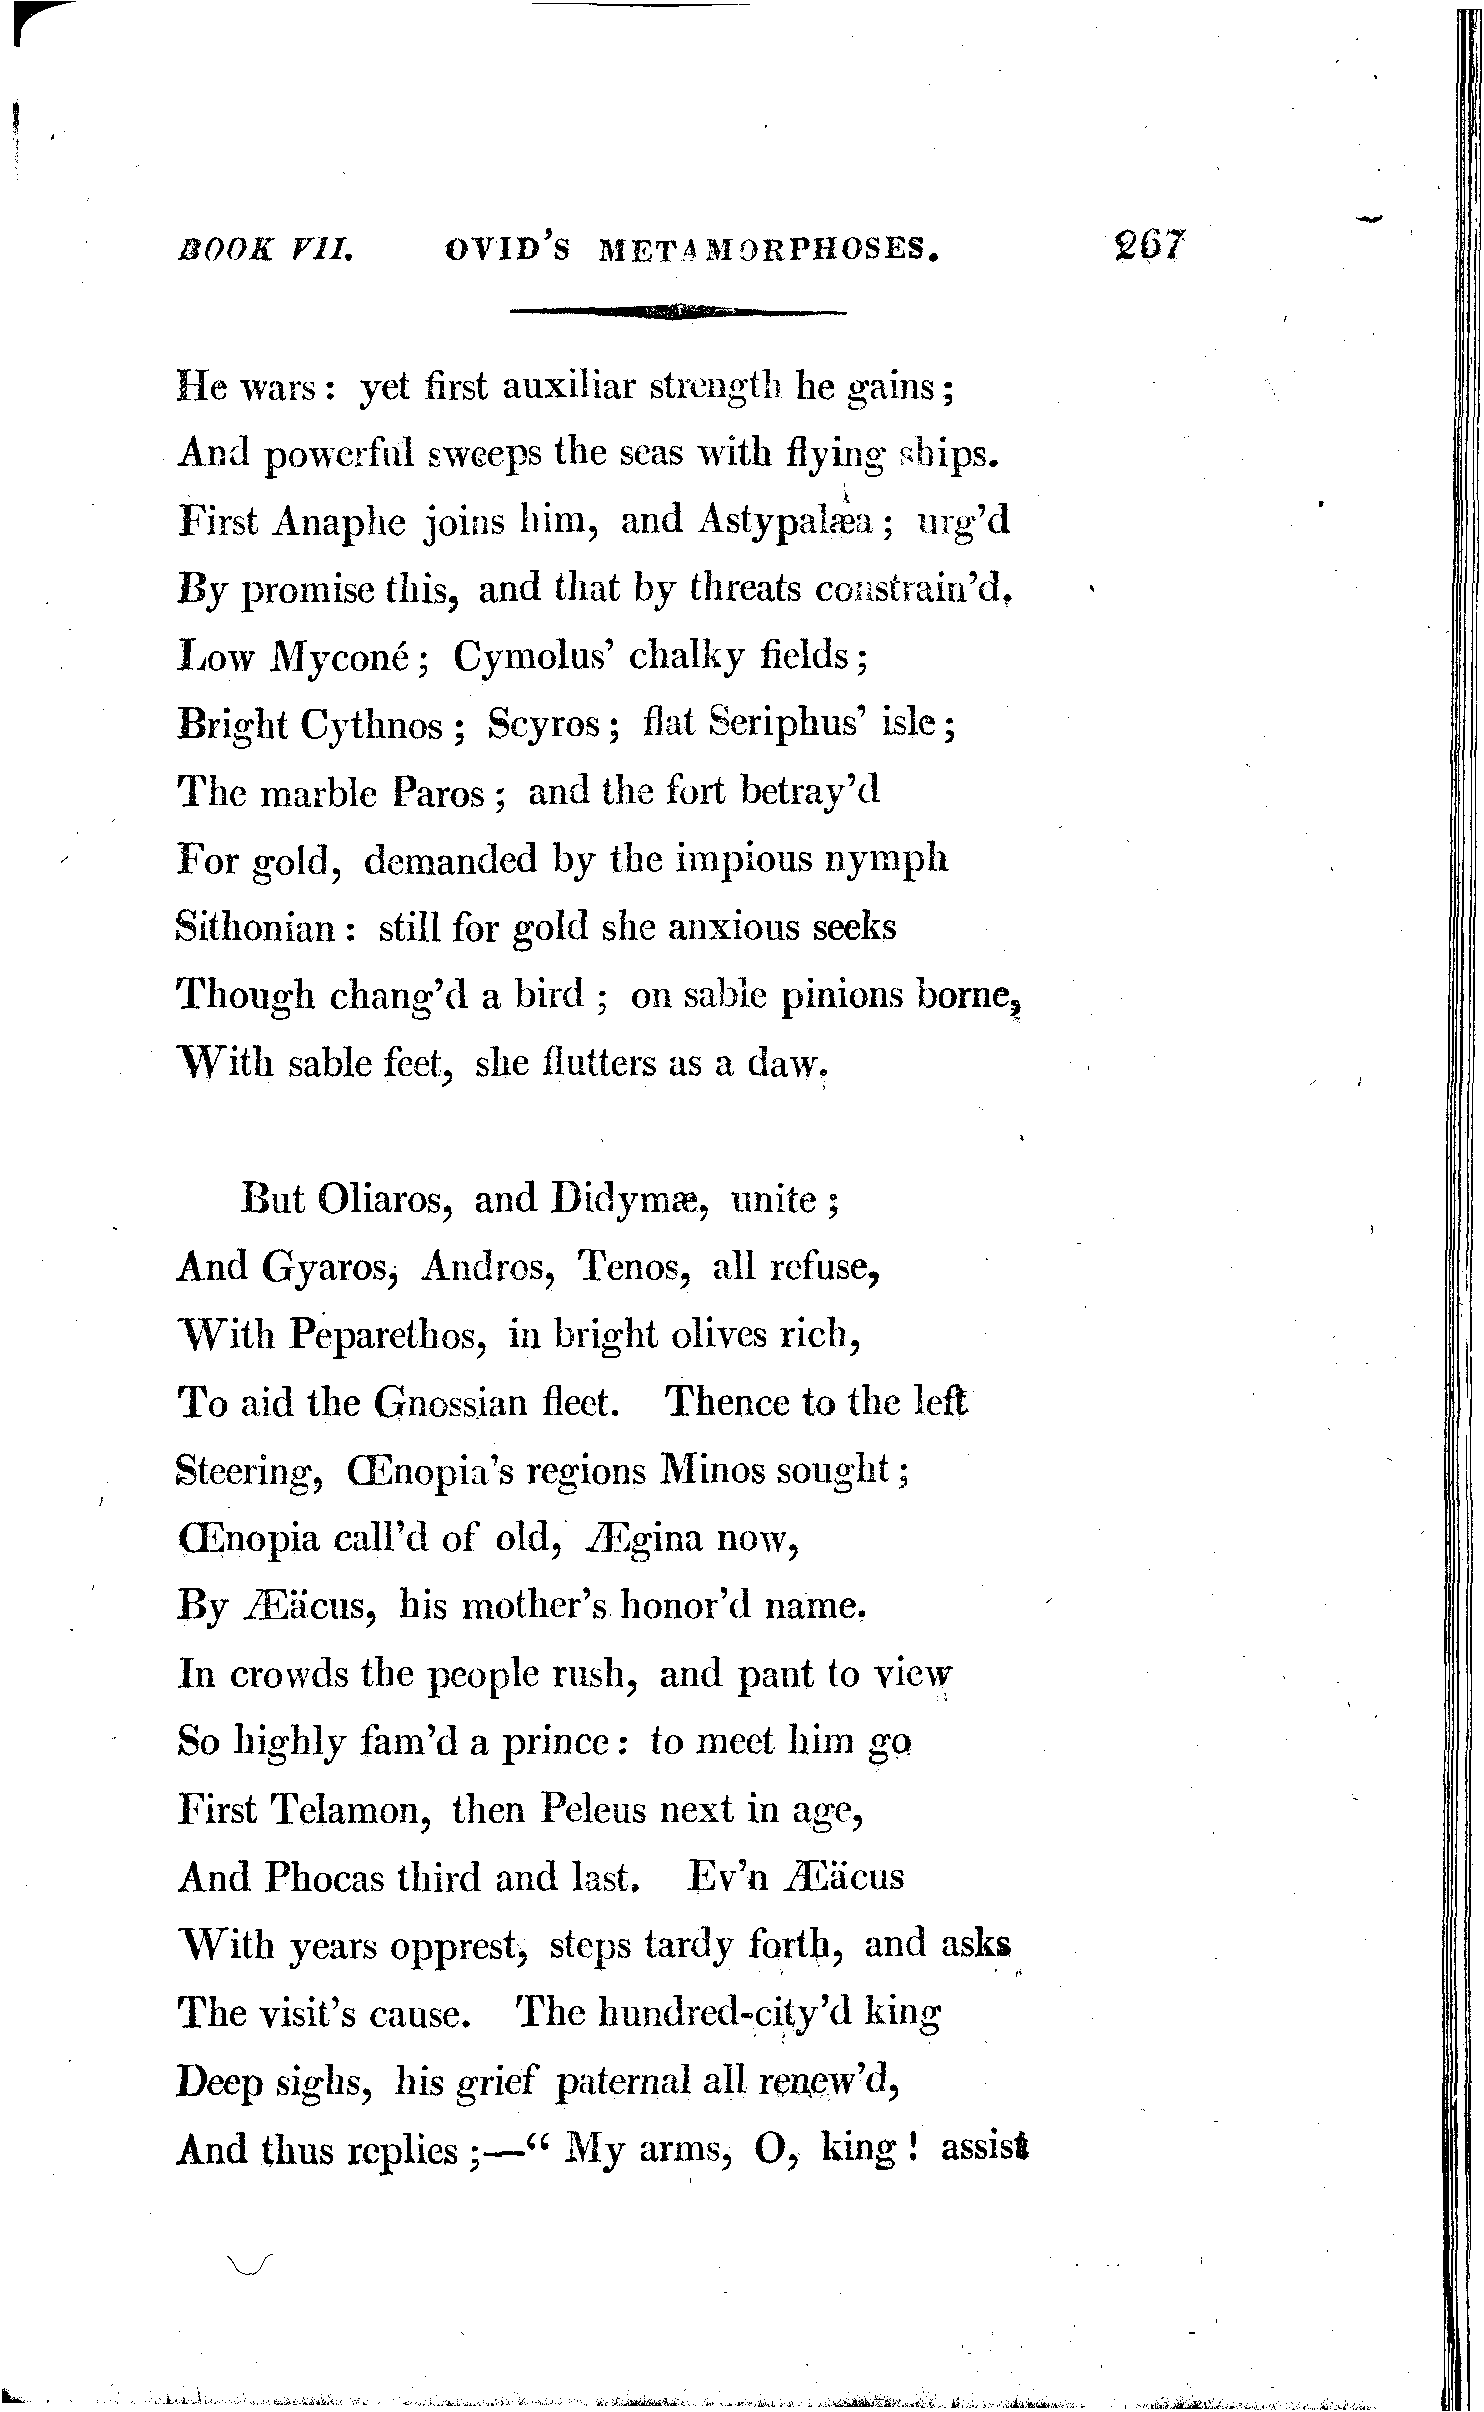 BOOK VII. OVID'S METAMORPHOSES. 267
He wars: yet first auxiliar strength he gains;
And powerful sweeps the seas with flying ships.
First Anaphe joins him, and Astypalæa; urg'd
By promise this, and that by threats constrain'd.
Low Myconé; Cymolus' chalky fields;
Bright Cythnos; Scyros; flat Seriphus' isle;
The marble Paros; and the fort betray'd
For gold, demanded by the impious nymph
Sithonian: still for gold she anxious seeks
Though chang'd a bird; on sable pinions borne,
With sable feet, she flutters as a daw.
But Oliaros, and Didymæ, unite;
And Gyaros, Andros, Tenos, all refuse,
With Peparethos, in bright olives rich,
To aid the Gnossian fleet. Thence to the left
Steering, Œnopia's regions Minos sought;
Œnopia call'd of old, Ægina now,
By Æäcus, his mother's honor'd name.
In crowds the people rush, and pant to view
So highly fam'd a prince: to meet him go
First Telamon, then Peleus next in age,
And Phocas third and last. Ev'n Æäcus
With years opprest, steps tardy forth, and asks
The visit's cause. The hundred-city'd king
Deep sighs, his grief paternal all renew'd,
And thus replies;—“ My arms, O, king! assist